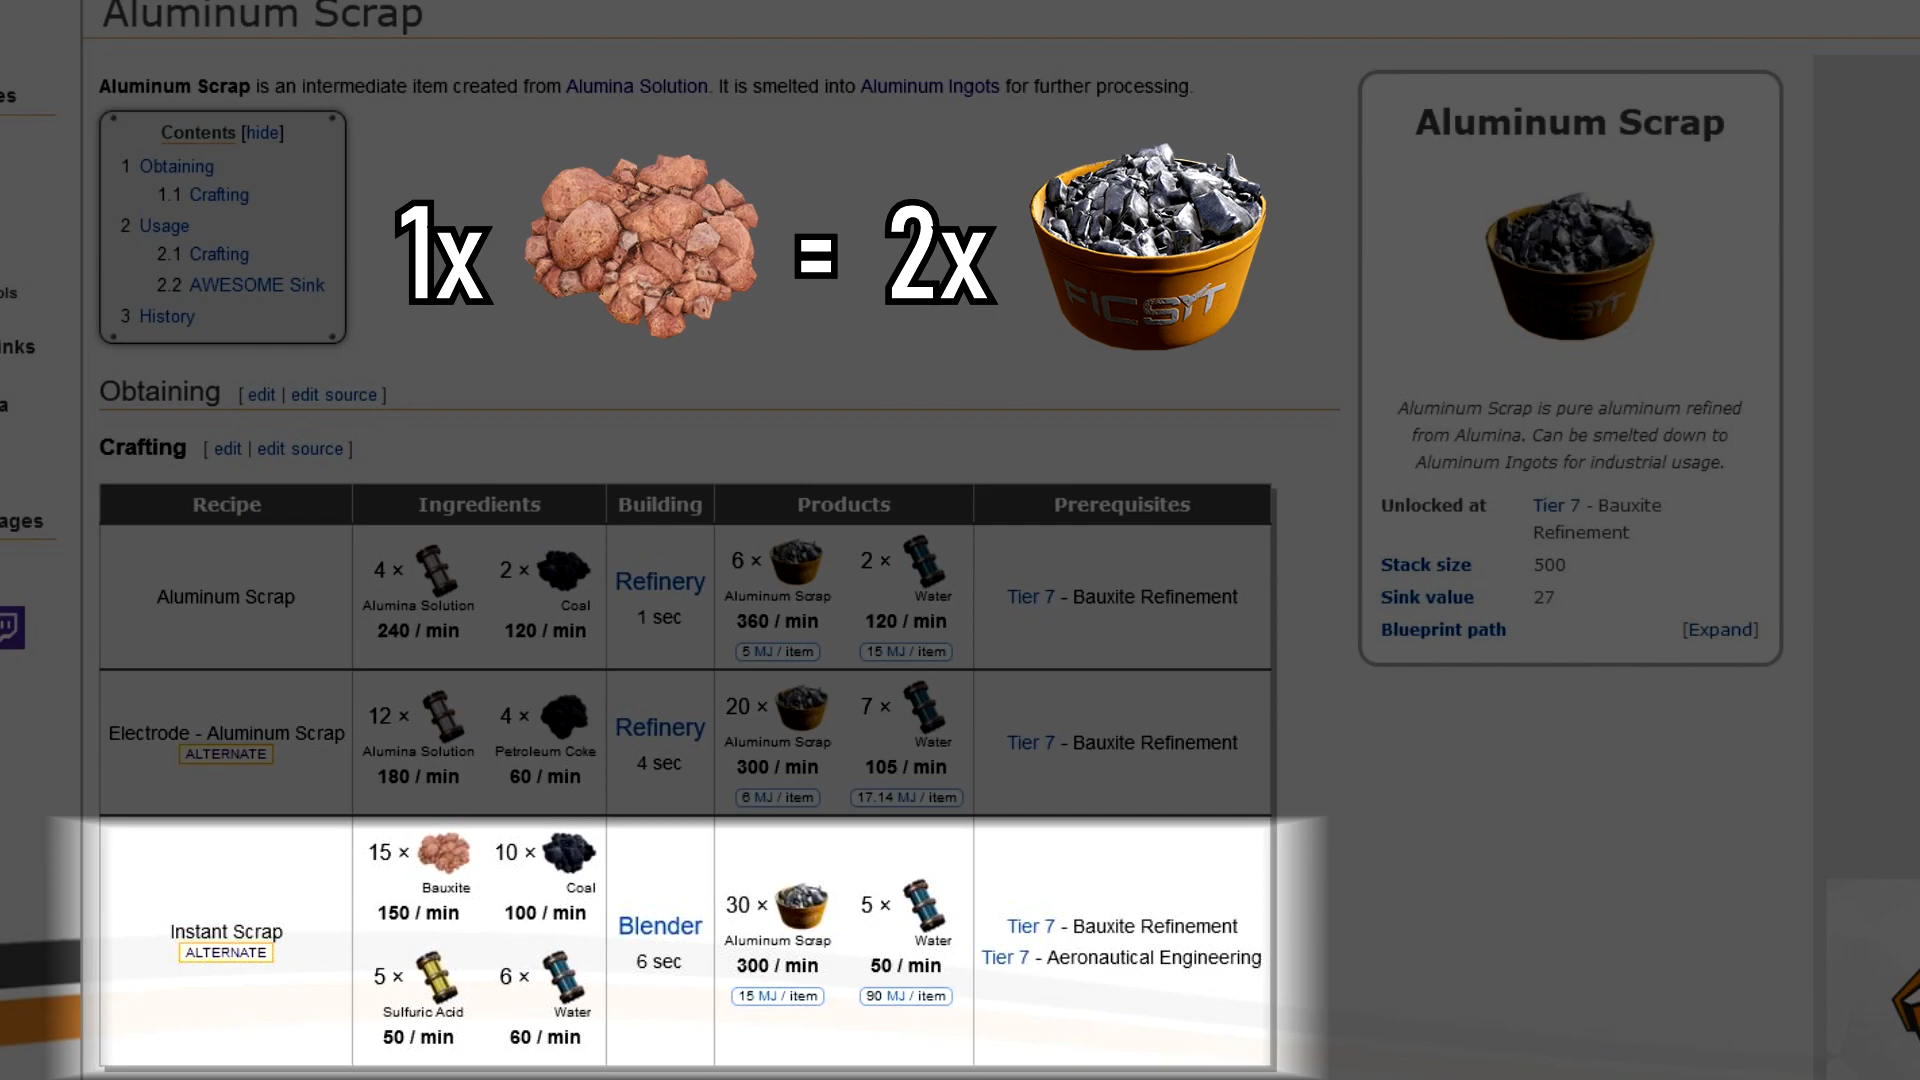 Aluminum Scrap
Aluminum Scrap is an intermediate item created from Alumina Solution. It is smelted into Aluminum Ingots for further processing.
Contents [hide]
1 Obtaining
1.1 Crafting
2 Usage
2.1 Crafting
2.2 AWESOME Sink
3 History
1x = 2x
FICSIT
Obtaining [ edit | edit source ]
Crafting [ edit | edit source ]
Recipe Ingredients Building Products Prerequisites
Aluminum Scrap
4 × Alumina Solution 240 / min
2 × Coal 120 / min
Refinery
1 sec
6 × Aluminum Scrap 360 / min 5 MJ / item
2 × Water 120 / min 15 MJ / item
Tier 7 - Bauxite Refinement
Electrode - Aluminum Scrap
ALTERNATE
12 × Alumina Solution 180 / min
4 × Petroleum Coke 60 / min
Refinery
4 sec
20 × Aluminum Scrap 300 / min 6 MJ / item
7 × Water 105 / min 17.14 MJ / item
Tier 7 - Bauxite Refinement
Instant Scrap
ALTERNATE
15 × Bauxite 150 / min
10 × Coal 100 / min
5 × Sulfuric Acid 50 / min
6 × Water 60 / min
Blender
6 sec
30 × Aluminum Scrap 300 / min 15 MJ / item
5 × Water 50 / min 90 MJ / item
Tier 7 - Bauxite Refinement
Tier 7 - Aeronautical Engineering
Aluminum Scrap
Aluminum Scrap is pure aluminum refined
from Alumina. Can be smelted down to
Aluminum Ingots for industrial usage.
Unlocked at Tier 7 - Bauxite
Refinement
Stack size 500
Sink value 27
Blueprint path [Expand]
es
ols
inks
a
ages